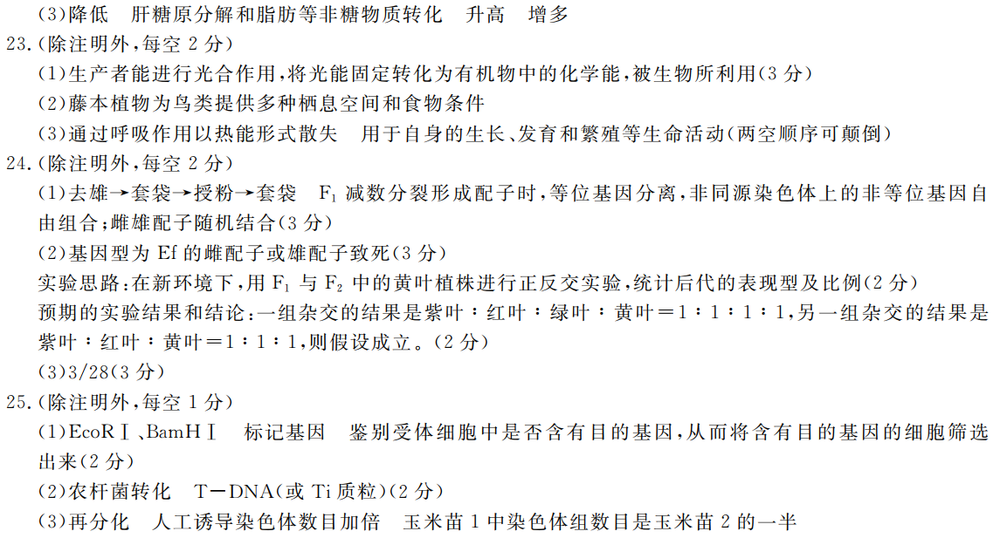 (3)降低　肝糖原分解和脂肪等非糖物质转化　升高　增多
23.(除注明外,每空 2 分)
(1)生产者能进行光合作用,将光能固定转化为有机物中的化学能,被生物所利用(3 分)
(2)藤本植物为鸟类提供多种栖息空间和食物条件
(3)通过呼吸作用以热能形式散失　用于自身的生长、发育和繁殖等生命活动(两空顺序可颠倒)
24.(除注明外,每空 2 分)
(1)去雄→套袋→授粉→套袋　F₁ 减数分裂形成配子时,等位基因分离,非同源染色体上的非等位基因自
由组合;雌雄配子随机结合(3 分)
(2)基因型为 Ef 的雌配子或雄配子致死(3 分)
实验思路:在新环境下,用 F₁ 与 F₂ 中的黄叶植株进行正反交实验,统计后代的表现型及比例(2 分)
预期的实验结果和结论:一组杂交的结果是紫叶∶红叶∶绿叶∶黄叶=1∶1∶1∶1,另一组杂交的结果是
紫叶∶红叶∶黄叶=1∶1∶1,则假设成立。(2 分)
(3)3/28(3 分)
25.(除注明外,每空 1 分)
(1)EcoRⅠ、BamHⅠ　标记基因　鉴别受体细胞中是否含有目的基因,从而将含有目的基因的细胞筛选
出来(2 分)
(2)农杆菌转化　T-DNA(或 Ti 质粒)(2 分)
(3)再分化　人工诱导染色体数目加倍　玉米苗 1 中染色体组数目是玉米苗 2 的一半